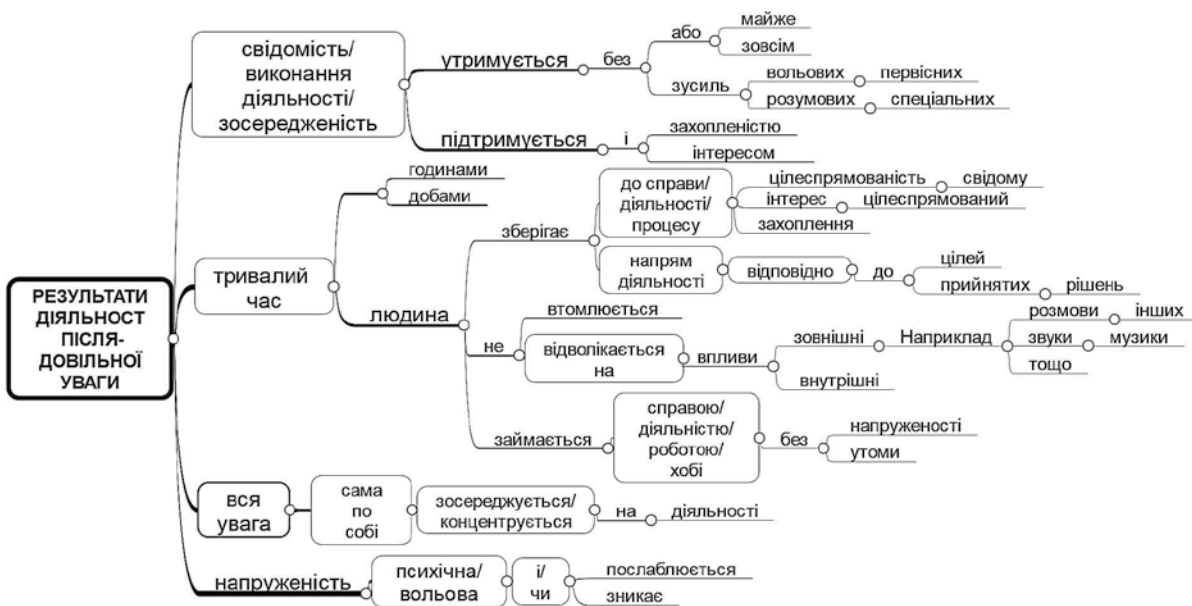 РЕЗУЛЬТАТИ
ДІЯЛЬНОСТ
ПІСЛЯ-
ДОВІЛЬНОЇ
УВАГИ
свідомість/
виконання
діяльності/
зосередженість
утримується
без
або
майже
зовсім
зусиль
вольових
первісних
розумових
спеціальних
підтримується
і
захопленістю
інтересом
тривалий
час
годинами
добами
людина
зберігає
до справи/
діяльності/
процесу
цілеспрямованість
свідому
інтерес
цілеспрямований
захоплення
напрям
діяльності
відповідно
до
цілей
прийнятих
рішень
не
втомлюється
відволікається
на
впливи
зовнішні
Наприклад
розмови
інших
звуки
музики
тощо
внутрішні
займається
справою/
діяльністю/
роботою/
хобі
без
напруженості
утоми
вся
увага
сама
по
собі
зосереджується/
концентрується
на
діяльності
напруженість
психічна/
вольова
і/
чи
послаблюється
зникає